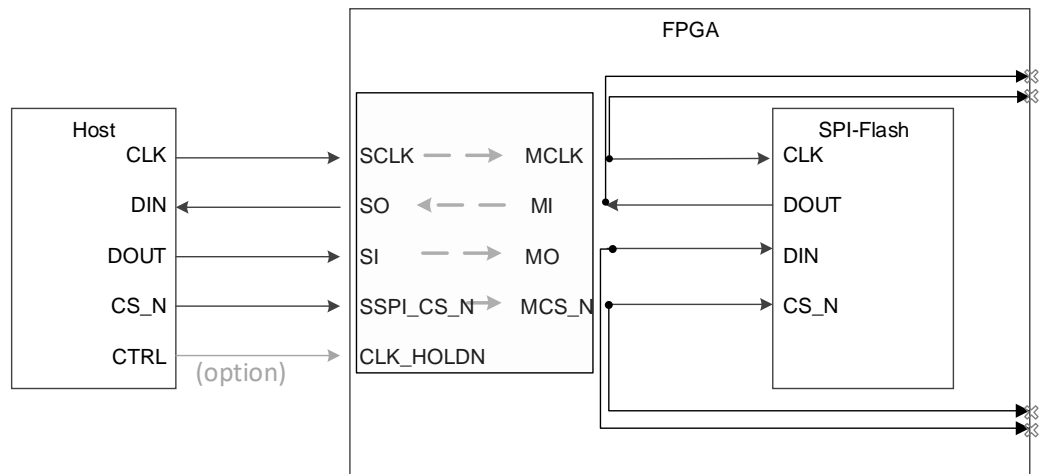 FPGA
Host
SPI-Flash
CLK
SCLK
MCLK
CLK
DIN
SO
MI
DOUT
DOUT
SI
MO
DIN
CS_N
SSPI_CS_N
MCS_N
CS_N
CTRL
CLK_HOLDN
(option)